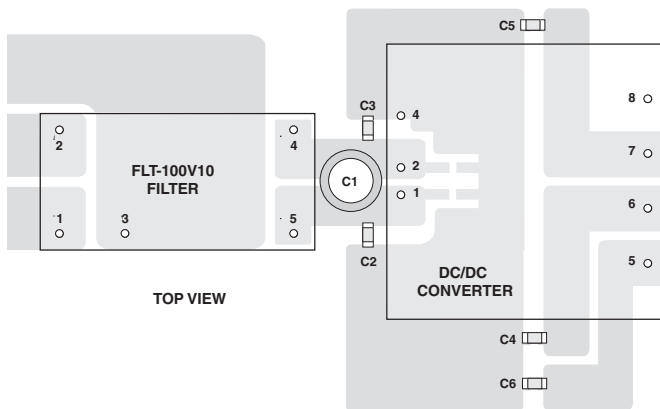 C5
C3
8
4
2
4
7
FLT-100V10
FILTER
2
C1
1
6
1
3
5
C2
5
DC/DC
CONVERTER
TOP VIEW
C4
C6